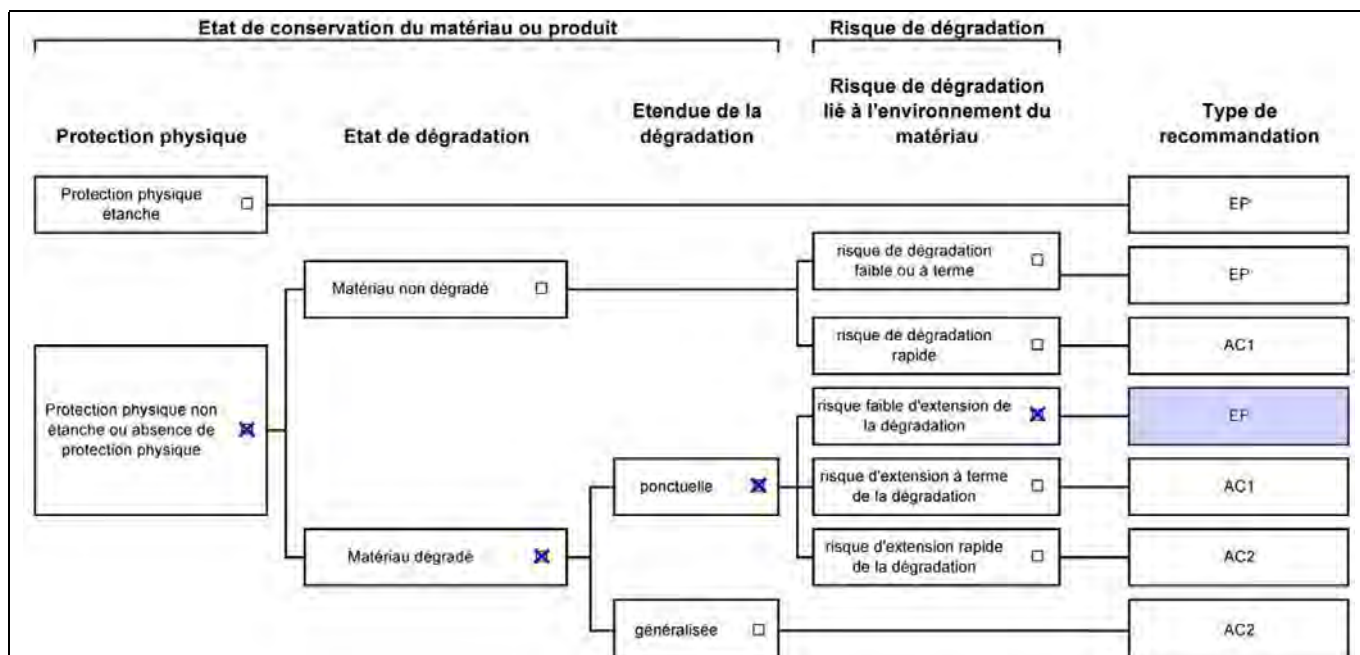 Etat de conservation du matériau ou produit
Risque de dégradation
Protection physique
Etat de dégradation
Etendue de la
dégradation
Risque de dégradation
lié à l'environnement du
matériau
Type de
recommandation
Protection physique
étanche
EP
risque de dégradation
faible ou à terme
EP
Matériau non dégradé
risque de dégradation
rapide
AC1
Protection physique non
étanche ou absence de
protection physique
risque faible d'extension de
la dégradation
EP
ponctuelle
risque d'extension à terme
de la dégradation
AC1
Matériau dégradé
risque d'extension rapide
de la dégradation
AC2
généralisée
AC2